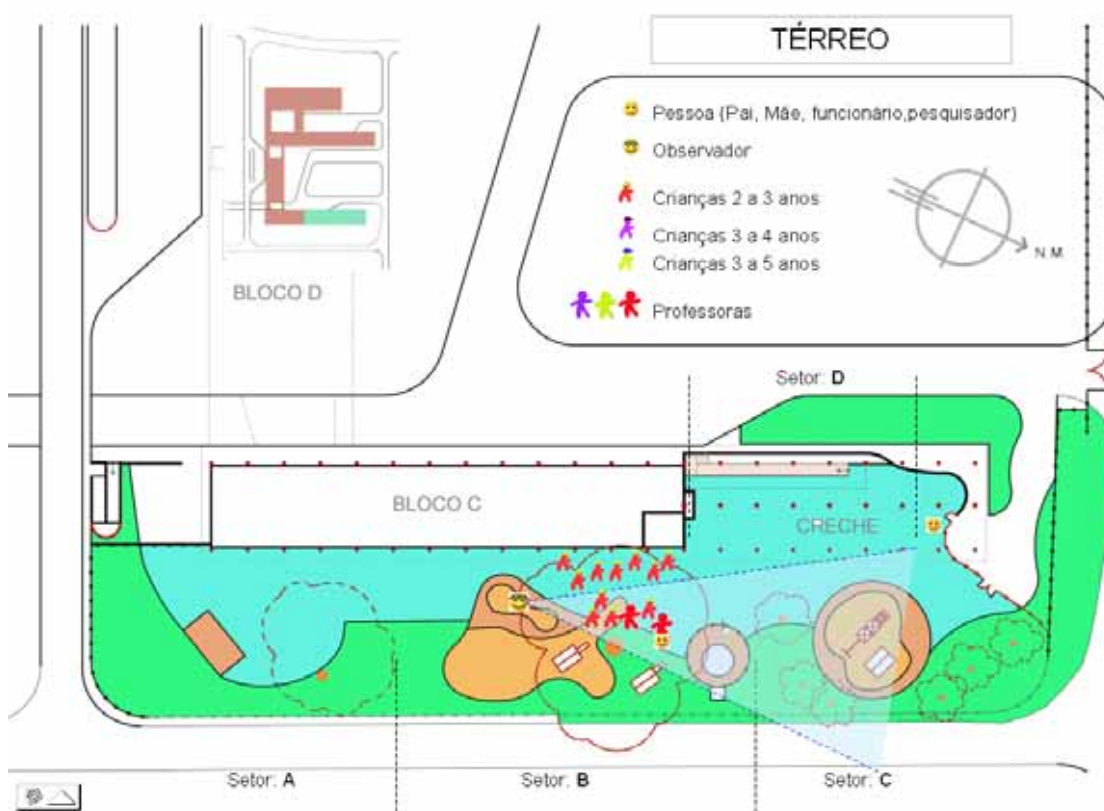 TÉRREO
Pessoa (Pai, Mãe, funcionário,pesquisador)
Observador
Crianças 2 a 3 anos
Crianças 3 a 4 anos
Crianças 3 a 5 anos
Professoras
N.M.
BLOCO D
Setor: D
BLOCO C
CRECHE
Setor: A
Setor: B
Setor: C